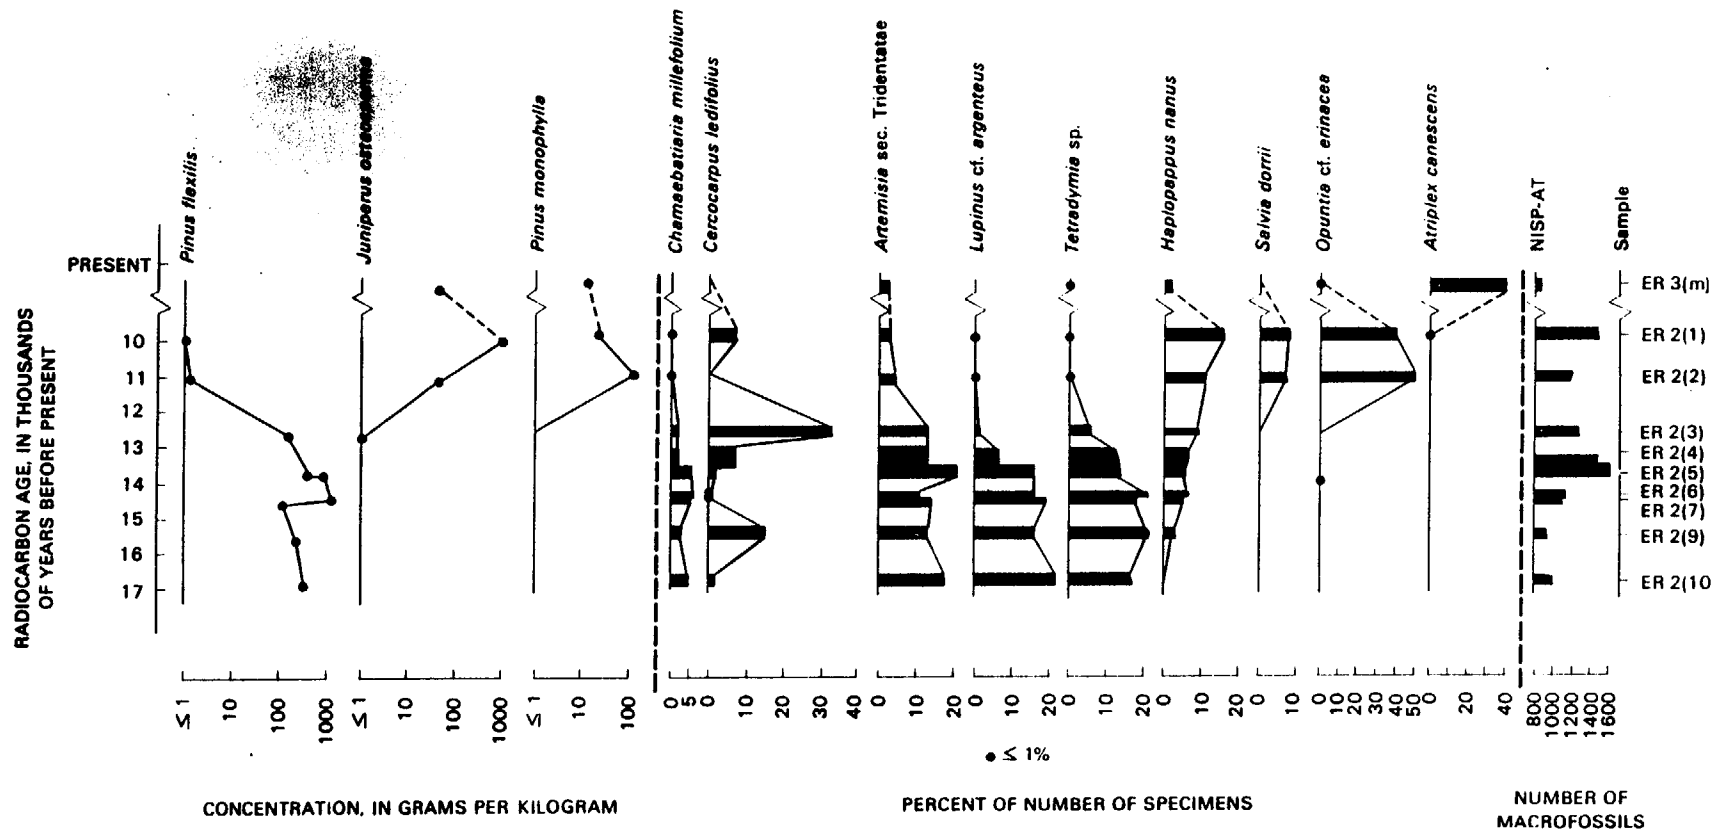 Pinus flexilis
Juniperus osteosperma
Pinus monophylla
Chamaebatiaria millefolium
Cercocarpus ledifolius
Artemisia sec. Tridentatae
Lupinus cf. argenteus
Tetradymia sp.
Haplopappus nanus
Salvia dorrii
Opuntia cf. erinacea
Atriplex canescens
NISP-AT
Sample
RADIOCARBON AGE, IN THOUSANDS
OF YEARS BEFORE PRESENT
PRESENT
10
11
12
13
14
15
16
17
ER 3(m)
ER 2(1)
ER 2(2)
ER 2(3)
ER 2(4)
ER 2(5)
ER 2(6)
ER 2(7)
ER 2(9)
ER 2(10
≤ 1 10 100 1000
≤ 1 10 100 1000
≤ 1 10 100
0 5
0 10 20 30 40
0 10 20
0 10 20
0 10 20
0 10 20
0 10
0 10 20 30 40 50
0 20 40
800 1000 1200 1400 1600
● ≤ 1%
CONCENTRATION, IN GRAMS PER KILOGRAM
PERCENT OF NUMBER OF SPECIMENS
NUMBER OF
MACROFOSSILS